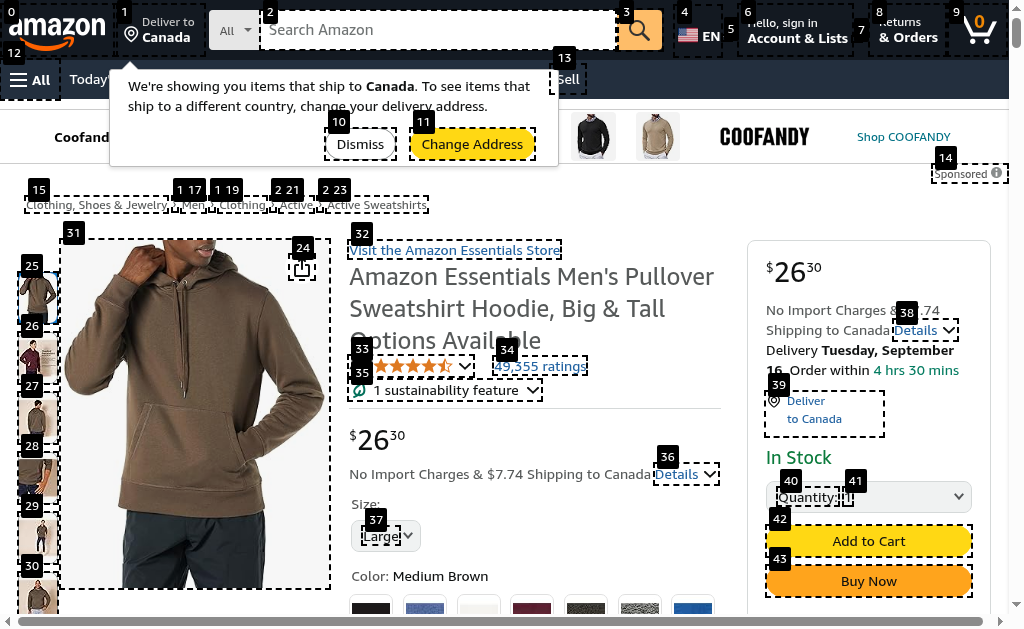 0
1
2
3
4
5
6
7
8
9
amazon
Deliver to
Canada
All
Search Amazon
EN
Hello, sign in
Account & Lists
Returns
& Orders
0
12
All
Today'
13
Sell
We're showing you items that ship to Canada. To see items that
ship to a different country, change your delivery address.
10
11
Dismiss
Change Address
Coofand
COOFANDY
Shop COOFANDY
14
Sponsored
15
1 17
1 19
2 21
2 23
Clothing, Shoes & Jewelry › Men › Clothing › Active › Active Sweatshirts
31
24
25
26
27
28
29
30
32
Visit the Amazon Essentials Store
Amazon Essentials Men's Pullover
Sweatshirt Hoodie, Big & Tall
Options Available
33
34
49,355 ratings
35
1 sustainability feature
$26 30
36
No Import Charges & $7.74 Shipping to Canada Details
Size:
37
Large
Color: Medium Brown
$26 30
38
No Import Charges & $7.74
Shipping to Canada Details
Delivery Tuesday, September
16. Order within 4 hrs 30 mins
39
Deliver
to Canada
In Stock
40
41
Quantity: 1
42
Add to Cart
43
Buy Now